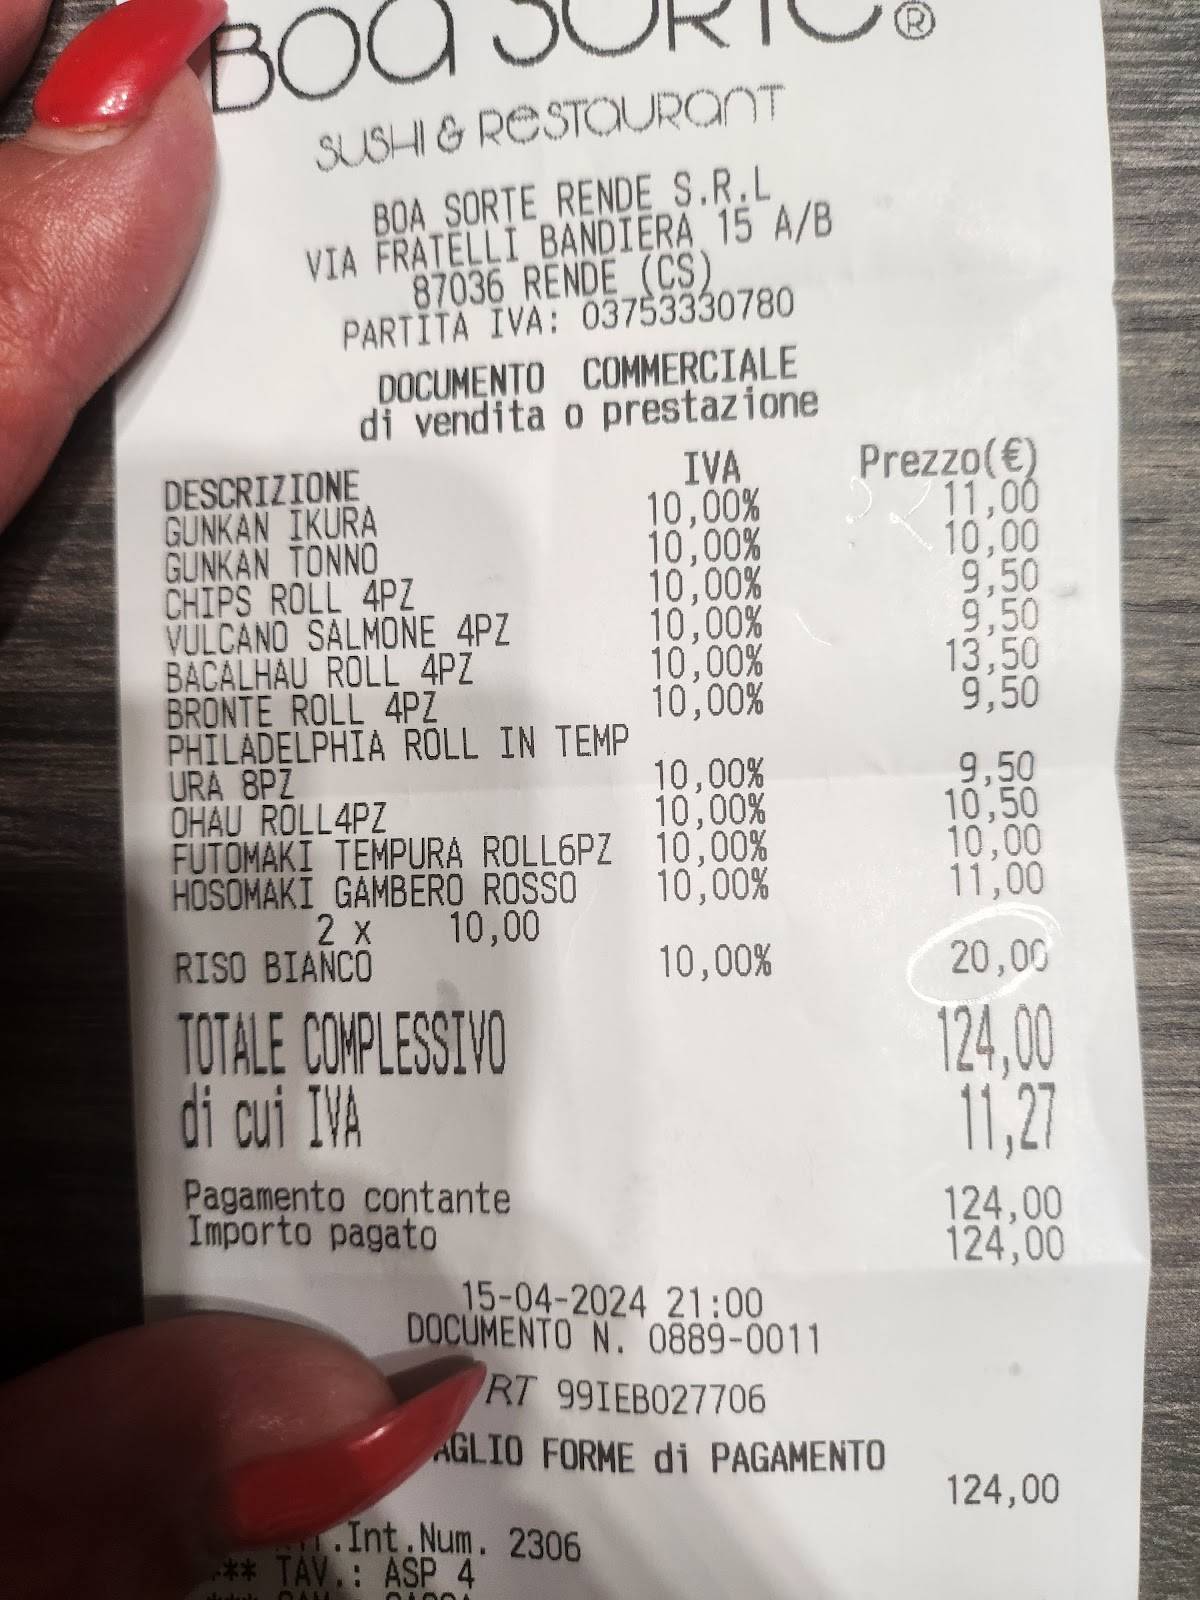 BOA SORTE®
SUSHI & RESTAURANT
BOA SORTE RENDE S.R.L
VIA FRATELLI BANDIERA 15 A/B
87036 RENDE (CS)
PARTITA IVA: 03753330780
DOCUMENTO COMMERCIALE
di vendita o prestazione
DESCRIZIONE IVA Prezzo(€)
GUNKAN IKURA 10,00% 11,00
GUNKAN TONNO 10,00% 10,00
CHIPS ROLL 4PZ 10,00% 9,50
VULCANO SALMONE 4PZ 10,00% 9,50
BACALHAU ROLL 4PZ 10,00% 13,50
BRONTE ROLL 4PZ 10,00% 9,50
PHILADELPHIA ROLL IN TEMP
URA 8PZ 10,00% 9,50
OHAU ROLL4PZ 10,00% 10,50
FUTOMAKI TEMPURA ROLL6PZ 10,00% 10,00
HOSOMAKI GAMBERO ROSSO 10,00% 11,00
2 x 10,00
RISO BIANCO 10,00% 20,00
TOTALE COMPLESSIVO 124,00
di cui IVA 11,27
Pagamento contante 124,00
Importo pagato 124,00
15-04-2024 21:00
DOCUMENTO N. 0889-0011
RT 99IEB027706
AGLIO FORME di PAGAMENTO
124,00
.Int.Num. 2306
** TAV.: ASP 4